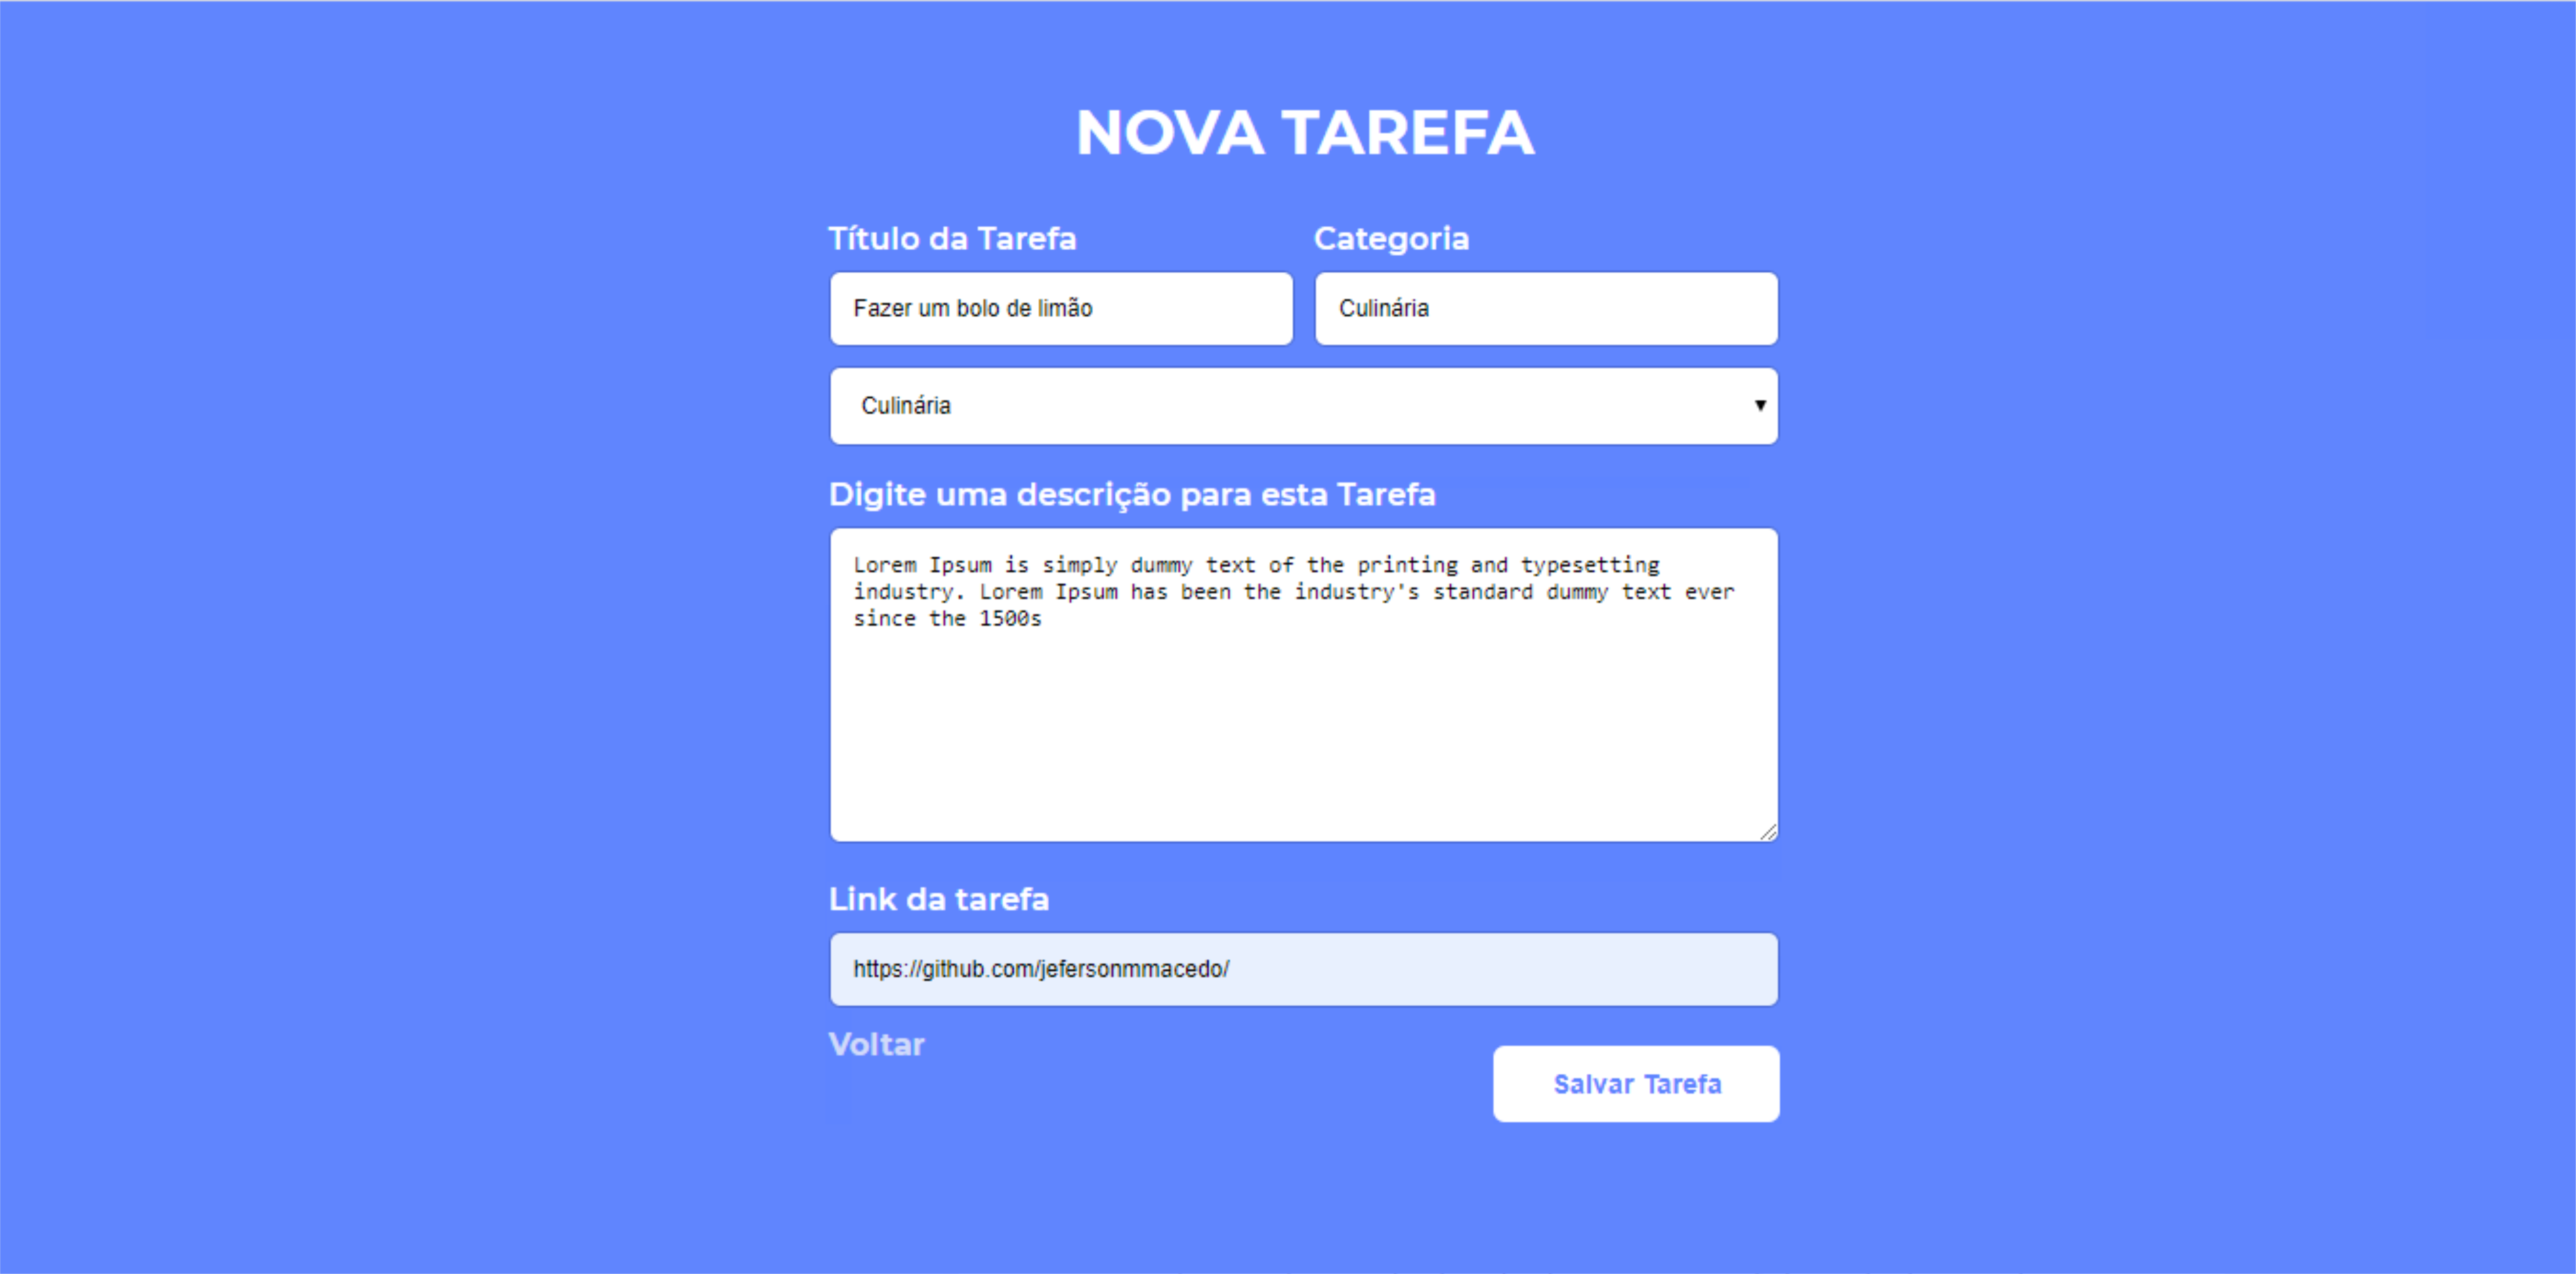 NOVA TAREFA
Título da Tarefa
Categoria
Fazer um bolo de limão
Culinária
Culinária
Digite uma descrição para esta Tarefa
Lorem Ipsum is simply dummy text of the printing and typesetting
industry. Lorem Ipsum has been the industry's standard dummy text ever
since the 1500s
Link da tarefa
https://github.com/jefersonmmacedo/
Voltar
Salvar Tarefa